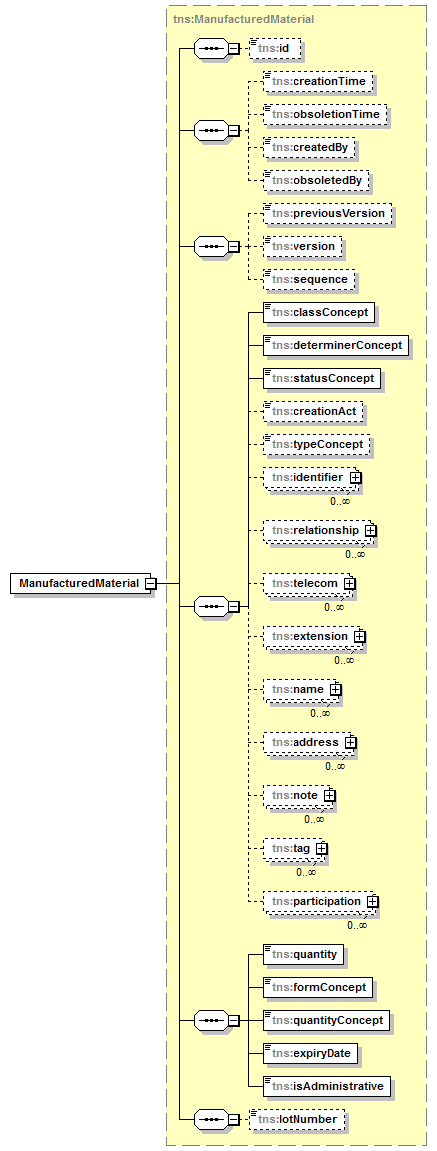 tns:ManufacturedMaterial
tns:id
tns:creationTime
tns:obsoletionTime
tns:createdBy
tns:obsoletedBy
tns:previousVersion
tns:version
tns:sequence
tns:classConcept
tns:determinerConcept
tns:statusConcept
tns:creationAct
tns:typeConcept
tns:identifier
0..∞
tns:relationship
0..∞
ManufacturedMaterial
tns:telecom
0..∞
tns:extension
0..∞
tns:name
0..∞
tns:address
0..∞
tns:note
0..∞
tns:tag
0..∞
tns:participation
0..∞
tns:quantity
tns:formConcept
tns:quantityConcept
tns:expiryDate
tns:isAdministrative
tns:lotNumber